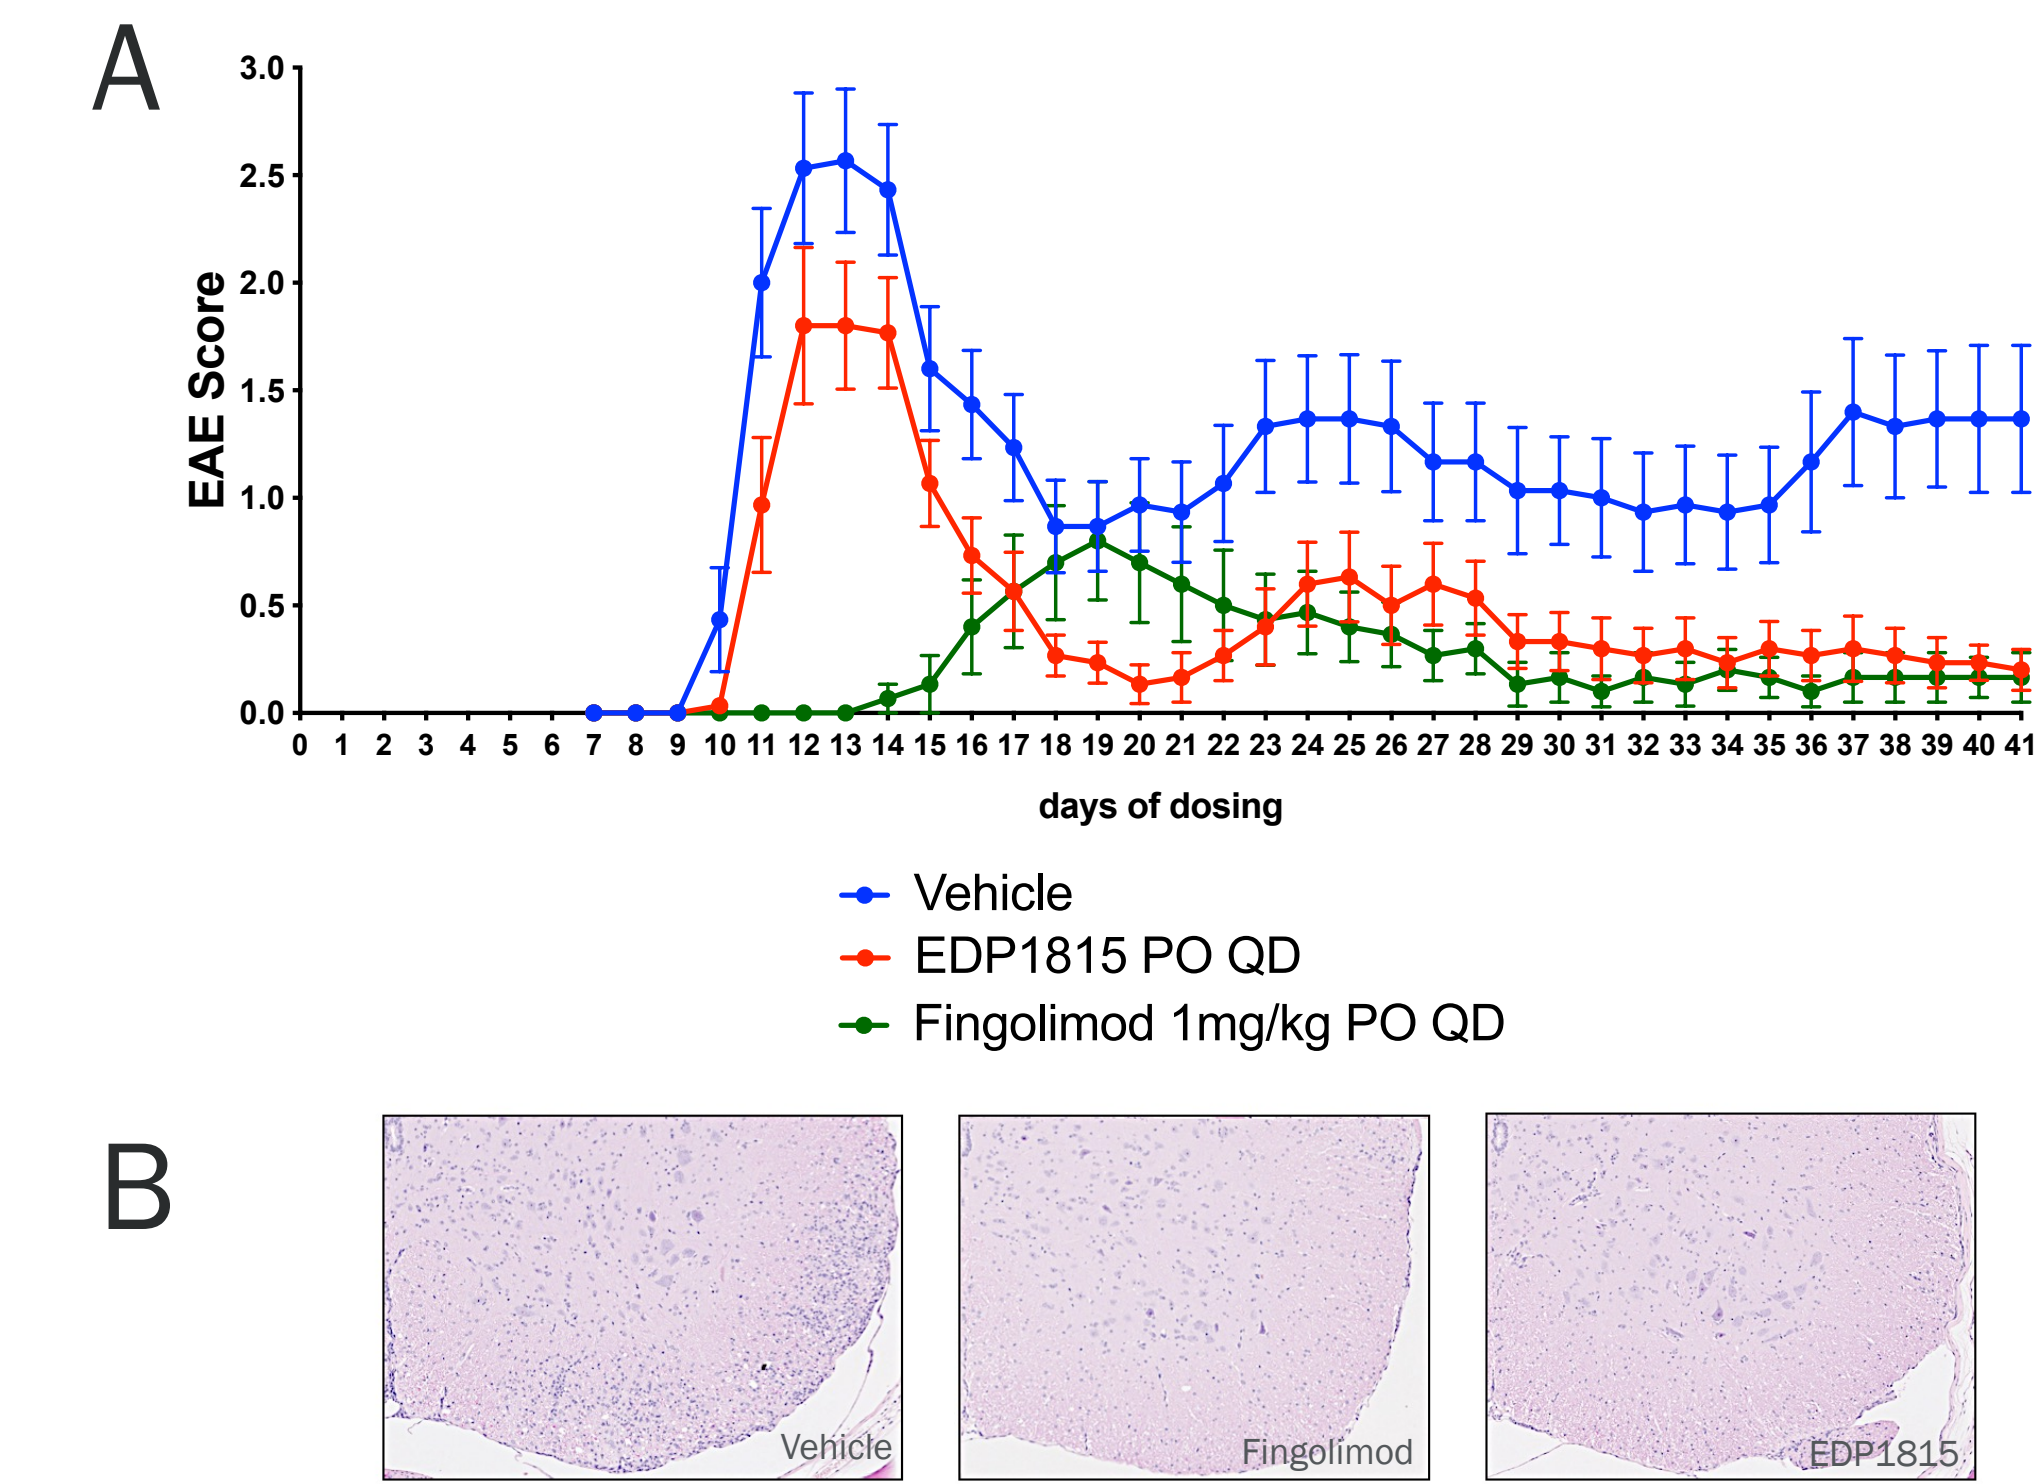 A
3.0
2.5
2.0
1.5
1.0
0.5
0.0
EAE Score
0 1 2 3 4 5 6 7 8 9 10 11 12 13 14 15 16 17 18 19 20 21 22 23 24 25 26 27 28 29 30 31 32 33 34 35 36 37 38 39 40 41
days of dosing
Vehicle
EDP1815 PO QD
Fingolimod 1mg/kg PO QD
B
Vehicle
Fingolimod
EDP1815